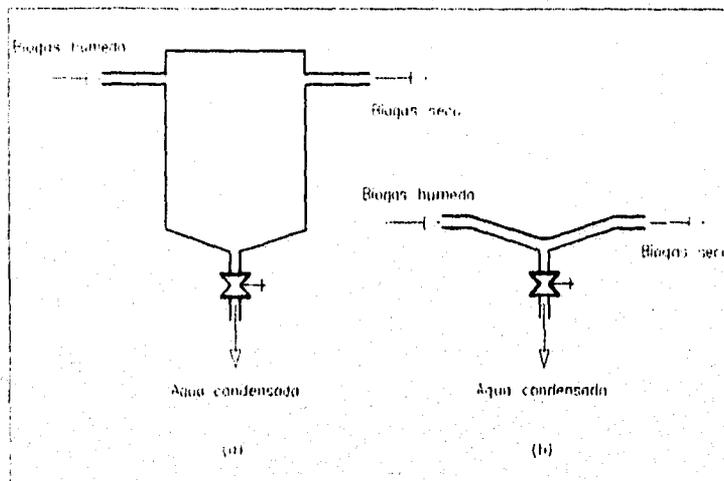 Biogas humedo
Biogas seco
Agua condensada
(a)
Biogas humedo
Biogas seco
Agua condensada
(b)